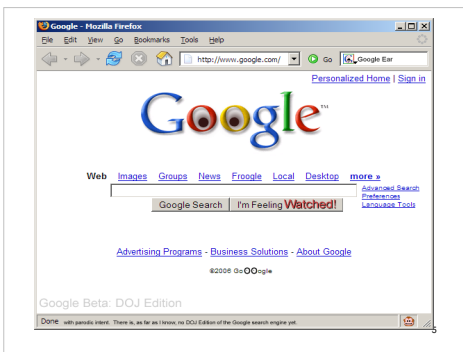 Google - Mozilla Firefox
File Edit View Go Bookmarks Tools Help
http://www.google.com/ Go G Google Ear
Personalized Home | Sign in
Google™
Web Images Groups News Froogle Local Desktop more »
Advanced Search
Preferences
Language Tools
Google Search I'm Feeling Watched!
Advertising Programs - Business Solutions - About Google
©2006 GoOOogle
Google Beta: DOJ Edition
Done with parodic intent. There is, as far as I know, no DOJ Edition of the Google search engine yet.
5